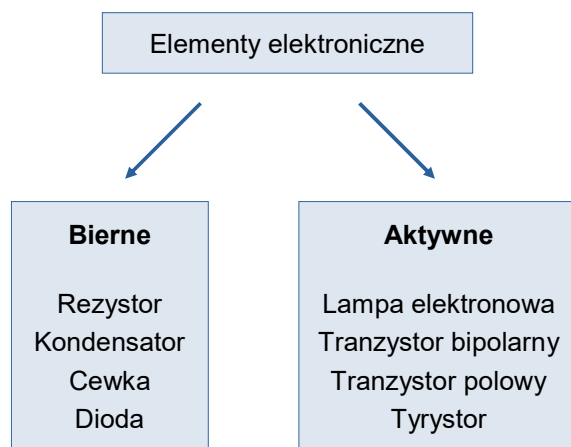 Elementy elektroniczne
Bierne
Rezystor
Kondensator
Cewka
Dioda
Aktywne
Lampa elektronowa
Tranzystor bipolarny
Tranzystor polowy
Tyrystor